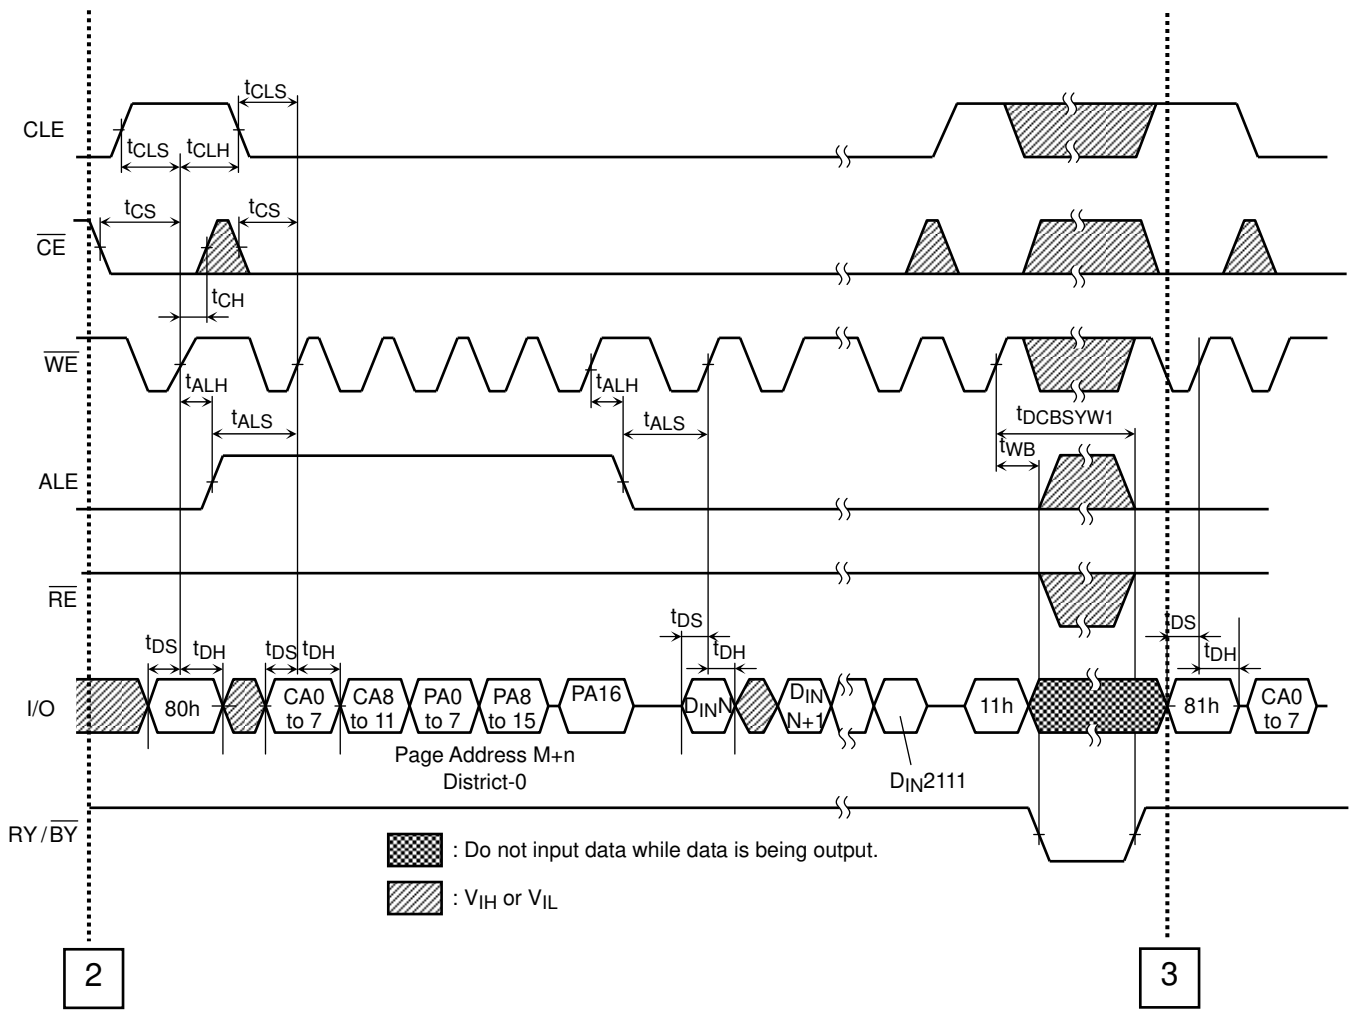 tCLS
CLE
tCLS
tCLH
tCS
tCS
CE
tCH
WE
tALH
tALH
tALS
tALS
tDCBSYW1
tWB
ALE
RE
tDS
tDH
tDS
tDH
tDS
tDH
DS
tDH
I/O
80h
CA0
to 7
CA8
to 11
PA0
to 7
PA8
to 15
PA16
DINN
DIN
N+1
11h
81h
CA0
to 7
Page Address M+n
District-0
DIN2111
RY/BY
: Do not input data while data is being output.
: VIH or VIL
2
3